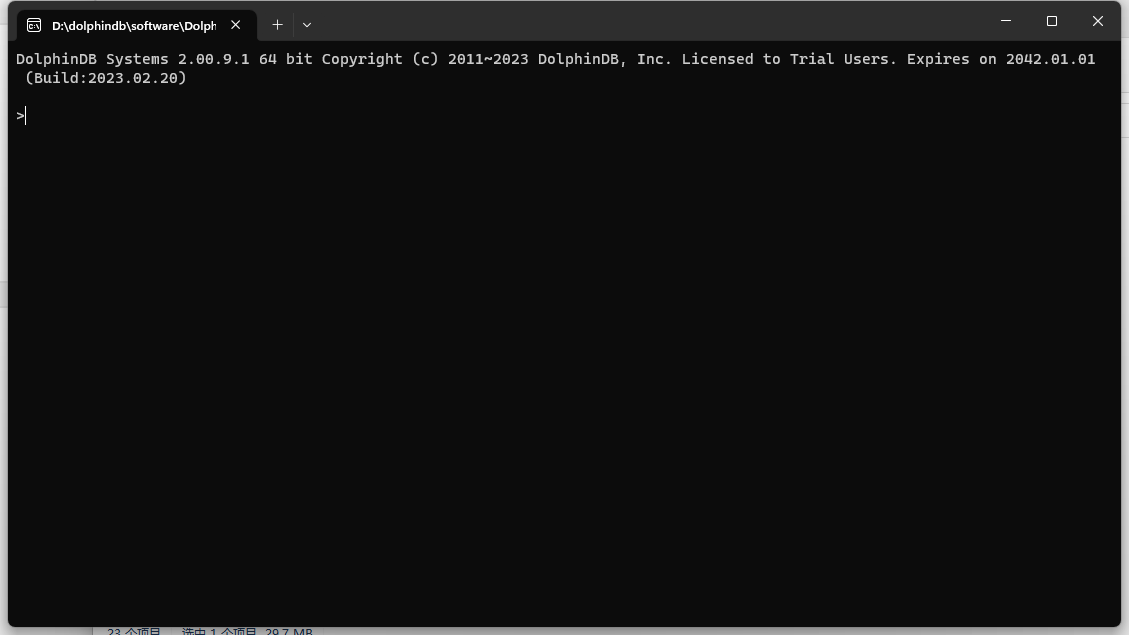 D:\dolphindb\software\Dolph
DolphinDB Systems 2.00.9.1 64 bit Copyright (c) 2011~2023 DolphinDB, Inc. Licensed to Trial Users. Expires on 2042.01.01
(Build:2023.02.20)
>
23 个项目 选中 1 个项目 29.7 MB